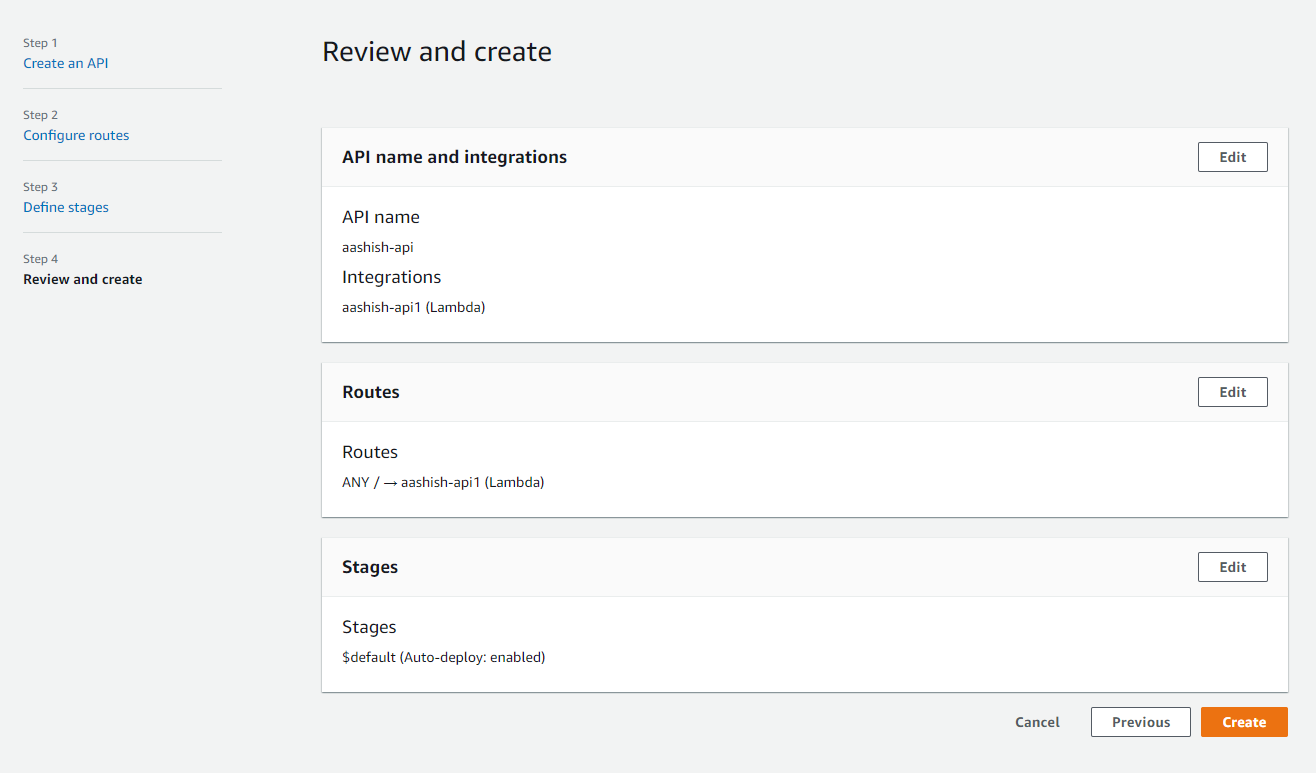 Step 1
Create an API
Step 2
Configure routes
Step 3
Define stages
Step 4
Review and create
Review and create
API name and integrations
Edit
API name
aashish-api
Integrations
aashish-api1 (Lambda)
Routes
Edit
Routes
ANY / → aashish-api1 (Lambda)
Stages
Edit
Stages
$default (Auto-deploy: enabled)
Cancel
Previous
Create